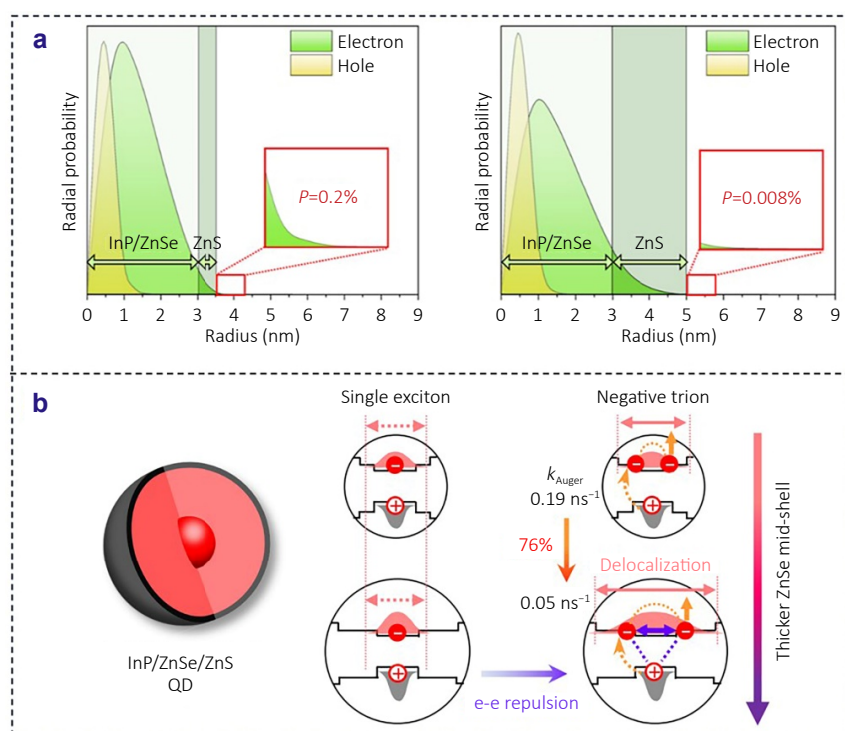 a
Electron
Hole
Radial probability
P=0.2%
InP/ZnSe
ZnS
0 1 2 3 4 5 6 7 8 9
Radius (nm)
Electron
Hole
Radial probability
P=0.008%
InP/ZnSe
ZnS
0 1 2 3 4 5 6 7 8 9
Radius (nm)
b
InP/ZnSe/ZnS
QD
Single exciton
Negative trion
kAuger
0.19 ns⁻¹
76%
0.05 ns⁻¹
Delocalization
e-e repulsion
Thicker ZnSe mid-shell